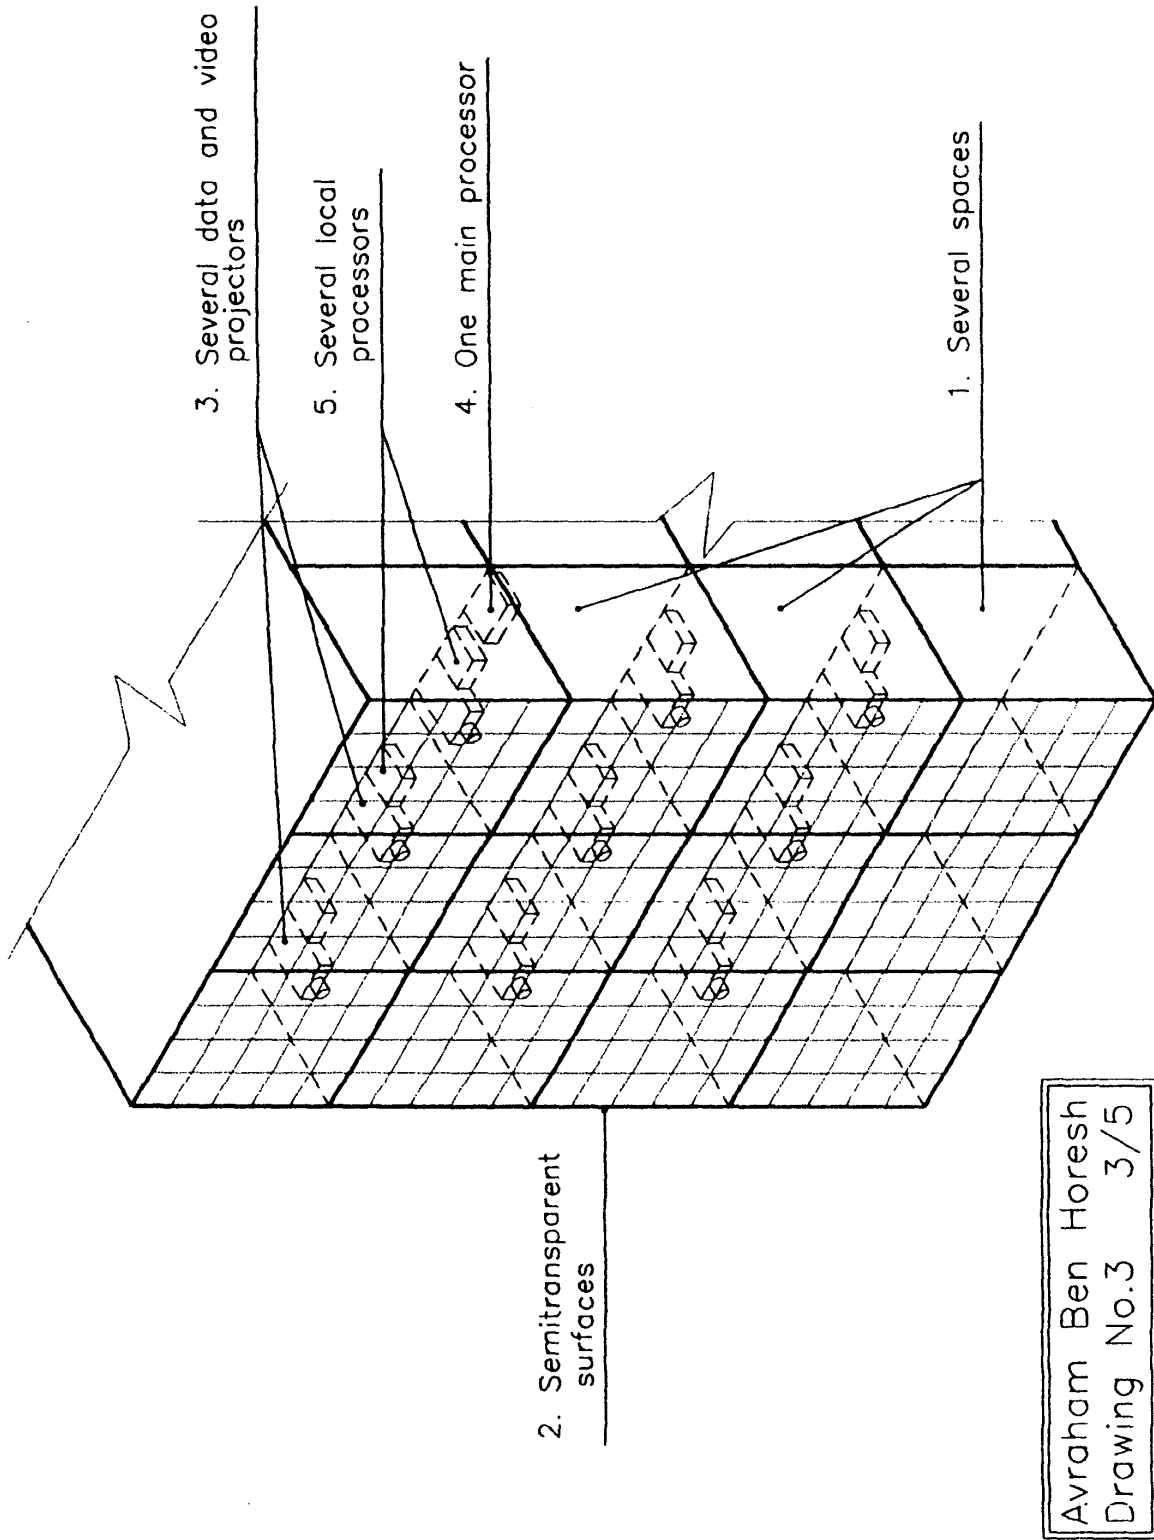 3. Several data and video
projectors
5. Several local
processors
4. One main processor
1. Several spaces
2. Semitransparent
surfaces
Avraham Ben Horesh
Drawing No.3 3/5